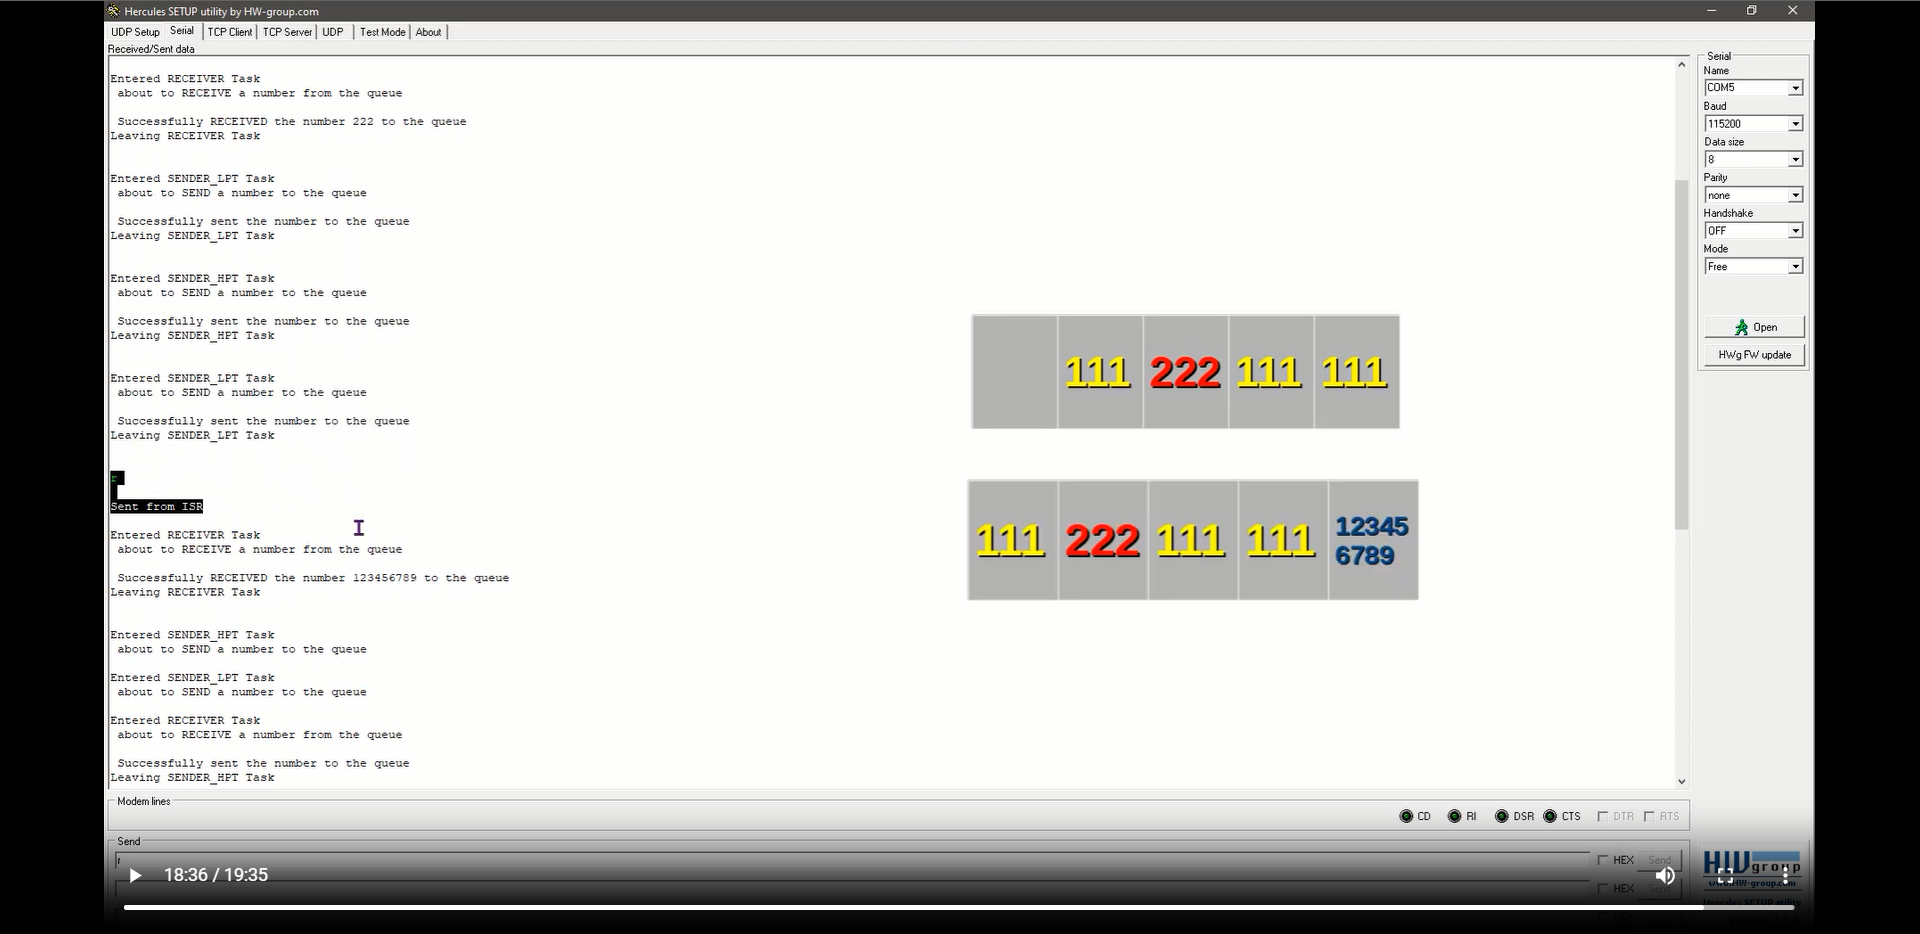 Hercules SETUP utility by HW-group.com
UDP Setup Serial TCP Client TCP Server UDP Test Mode About
Received/Sent data
Entered RECEIVER Task
about to RECEIVE a number from the queue
Successfully RECEIVED the number 222 to the queue
Leaving RECEIVER Task
Entered SENDER_LPT Task
about to SEND a number to the queue
Successfully sent the number to the queue
Leaving SENDER_LPT Task
Entered SENDER_HPT Task
about to SEND a number to the queue
Successfully sent the number to the queue
Leaving SENDER_HPT Task
Entered SENDER_LPT Task
about to SEND a number to the queue
Successfully sent the number to the queue
Leaving SENDER_LPT Task
r
Sent from ISR
Entered RECEIVER Task
about to RECEIVE a number from the queue
Successfully RECEIVED the number 123456789 to the queue
Leaving RECEIVER Task
Entered SENDER_HPT Task
about to SEND a number to the queue
Entered SENDER_LPT Task
about to SEND a number to the queue
Entered RECEIVER Task
about to RECEIVE a number from the queue
Successfully sent the number to the queue
Leaving SENDER_HPT Task
111 222 111 111
111 222 111 111 12345
6789
Serial
Name
COM5
Baud
115200
Data size
8
Parity
none
Handshake
OFF
Mode
Free
Open
HWg FW update
Modem lines
CD RI DSR CTS DTR RTS
Send
r
HEX Send
HEX Send
18:36 / 19:35
HW group
www.HW-group.com
Hercules SETUP utility